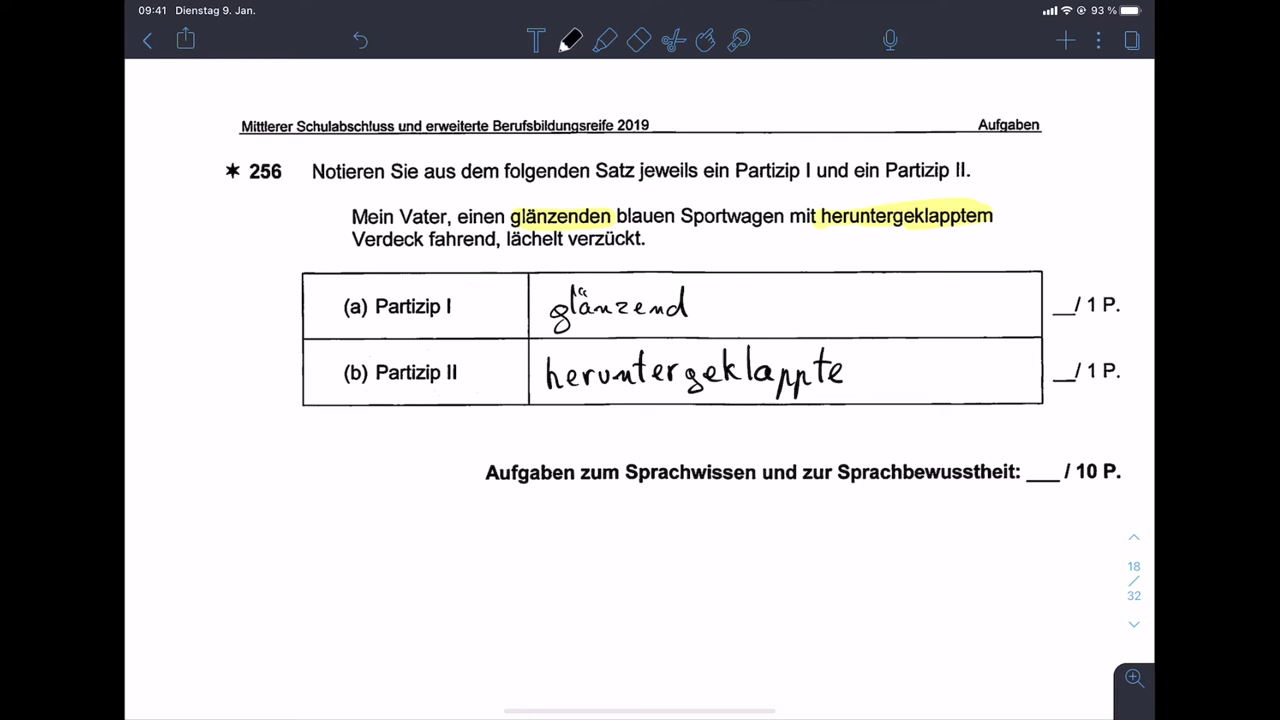 09:41 Dienstag 9. Jan.
93 %
Mittlerer Schulabschluss und erweiterte Berufsbildungsreife 2019 Aufgaben
* 256 Notieren Sie aus dem folgenden Satz jeweils ein Partizip I und ein Partizip II.
Mein Vater, einen glänzenden blauen Sportwagen mit heruntergeklapptem
Verdeck fahrend, lächelt verzückt.
(a) Partizip I glänzend __/ 1 P.
(b) Partizip II heruntergeklappte __/ 1 P.
Aufgaben zum Sprachwissen und zur Sprachbewusstheit: ___ / 10 P.
18
/
32